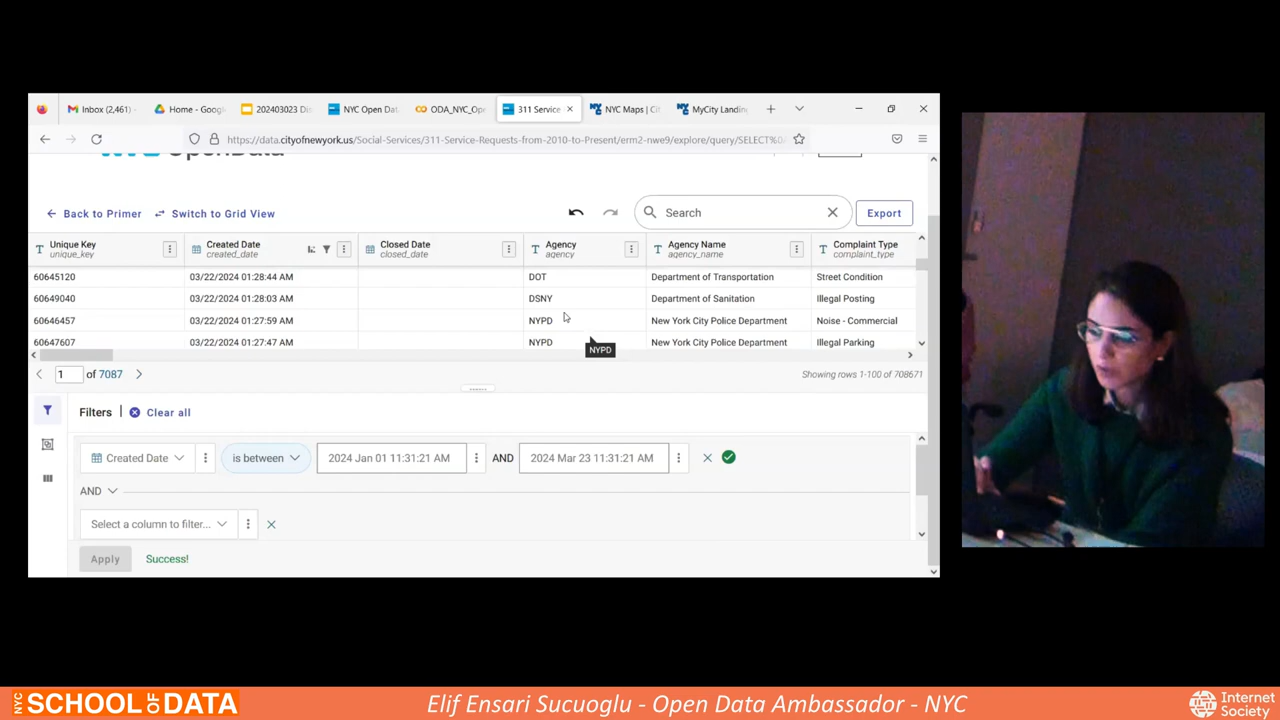 Inbox (2,461) -
Home - Googl
202403023 Dis
NYC Open Dat
ODA_NYC_Ope
311 Service
NYC Maps | Cit
MyCity Landin
https://data.cityofnewyork.us/Social-Services/311-Service-Requests-from-2010-to-Present/erm2-nwe9/explore/query/SELECT%0A
OpenData
Back to Primer
Switch to Grid View
Search
Export
Unique Key
unique_key
Created Date
created_date
Closed Date
closed_date
Agency
agency
Agency Name
agency_name
Complaint Type
complaint_type
60645120 03/22/2024 01:28:44 AM DOT Department of Transportation Street Condition
60649040 03/22/2024 01:28:03 AM DSNY Department of Sanitation Illegal Posting
60646457 03/22/2024 01:27:59 AM NYPD New York City Police Department Noise - Commercial
60647607 03/22/2024 01:27:47 AM NYPD New York City Police Department Illegal Parking
NYPD
1 of 7087
Showing rows 1-100 of 708671
Filters | Clear all
Created Date is between 2024 Jan 01 11:31:21 AM AND 2024 Mar 23 11:31:21 AM
AND
Select a column to filter...
Apply Success!
NYC SCHOOL OF DATA
Elif Ensari Sucuoglu - Open Data Ambassador - NYC
Internet
Society